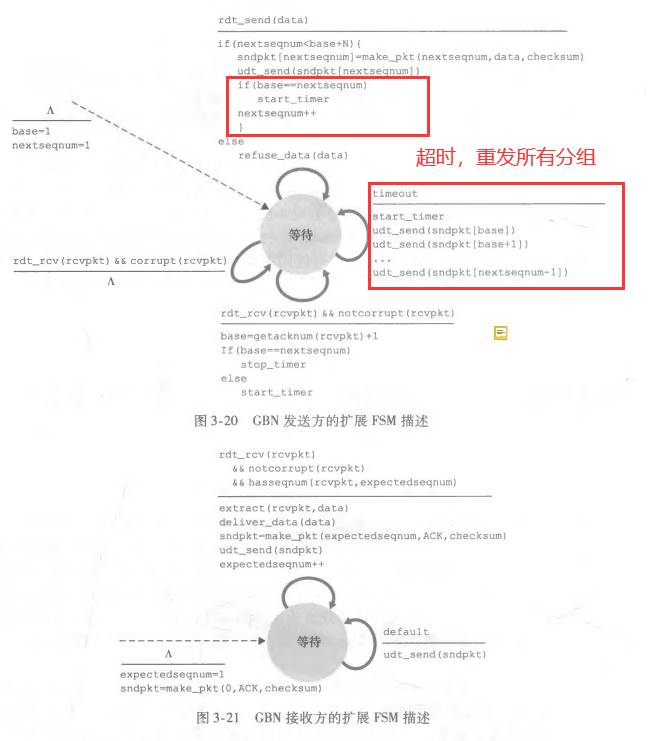 rdt_send(data)
if(nextseqnum<base+N){
sndpkt[nextseqnum]=make_pkt(nextseqnum,data,checksum)
udt_send(sndpkt[nextseqnum])
if(base==nextseqnum)
start_timer
nextseqnum++
}
else
refuse_data(data)
Λ
base=1
nextseqnum=1
超时，重发所有分组
timeout
start_timer
udt_send(sndpkt[base])
udt_send(sndpkt[base+1])
...
udt_send(sndpkt[nextseqnum-1])
等待
rdt_rcv(rcvpkt) && corrupt(rcvpkt)
Λ
rdt_rcv(rcvpkt) && notcorrupt(rcvpkt)
base=getacknum(rcvpkt)+1
If(base==nextseqnum)
stop_timer
else
start_timer
图 3-20 GBN 发送方的扩展 FSM 描述
rdt_rcv(rcvpkt)
&& notcorrupt(rcvpkt)
&& hasseqnum(rcvpkt,expectedseqnum)
extract(rcvpkt,data)
deliver_data(data)
sndpkt=make_pkt(expectedseqnum,ACK,checksum)
udt_send(sndpkt)
expectedseqnum++
等待
default
udt_send(sndpkt)
Λ
expectedseqnum=1
sndpkt=make_pkt(0,ACK,checksum)
图 3-21 GBN 接收方的扩展 FSM 描述